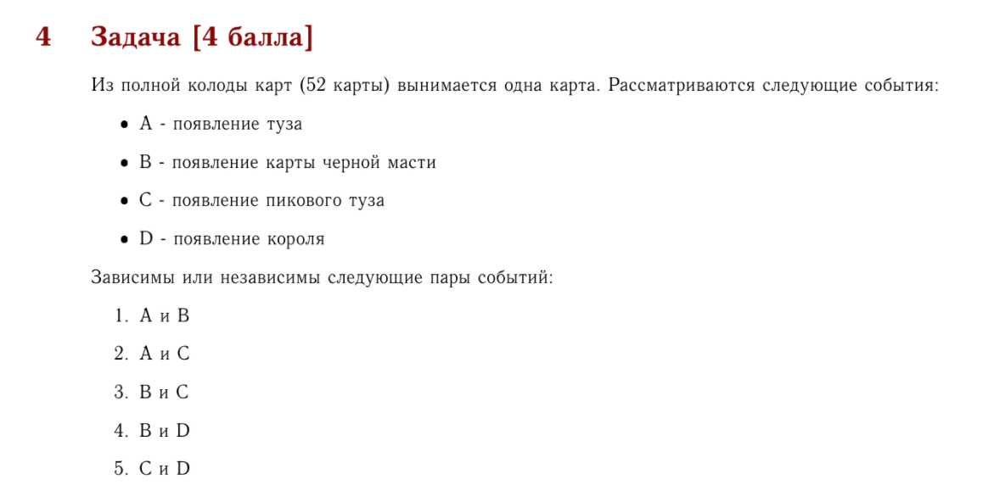 4 Задача [4 балла]
Из полной колоды карт (52 карты) вынимается одна карта. Рассматриваются следующие события:
• A - появление туза
• B - появление карты черной масти
• C - появление пикового туза
• D - появление короля
Зависимы или независимы следующие пары событий:
1. A и B
2. A и C
3. B и C
4. B и D
5. C и D